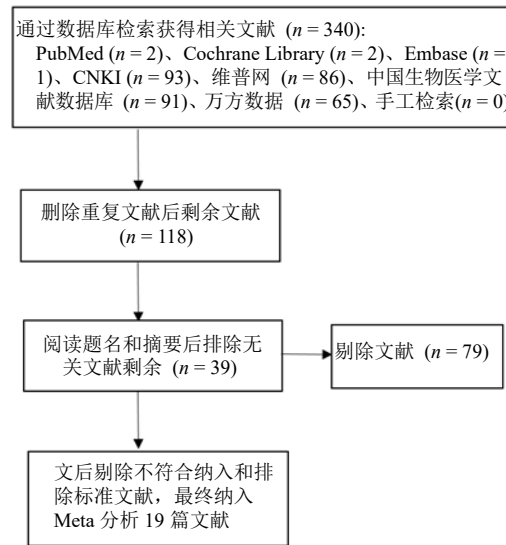 通过数据库检索获得相关文献 (n = 340):
PubMed (n = 2)、Cochrane Library (n = 2)、Embase (n =
1)、CNKI (n = 93)、维普网 (n = 86)、中国生物医学文
献数据库 (n = 91)、万方数据 (n = 65)、手工检索(n = 0)
删除重复文献后剩余文献
(n = 118)
阅读题名和摘要后排除无
关文献剩余 (n = 39)
剔除文献 (n = 79)
文后剔除不符合纳入和排
除标准文献，最终纳入
Meta 分析 19 篇文献